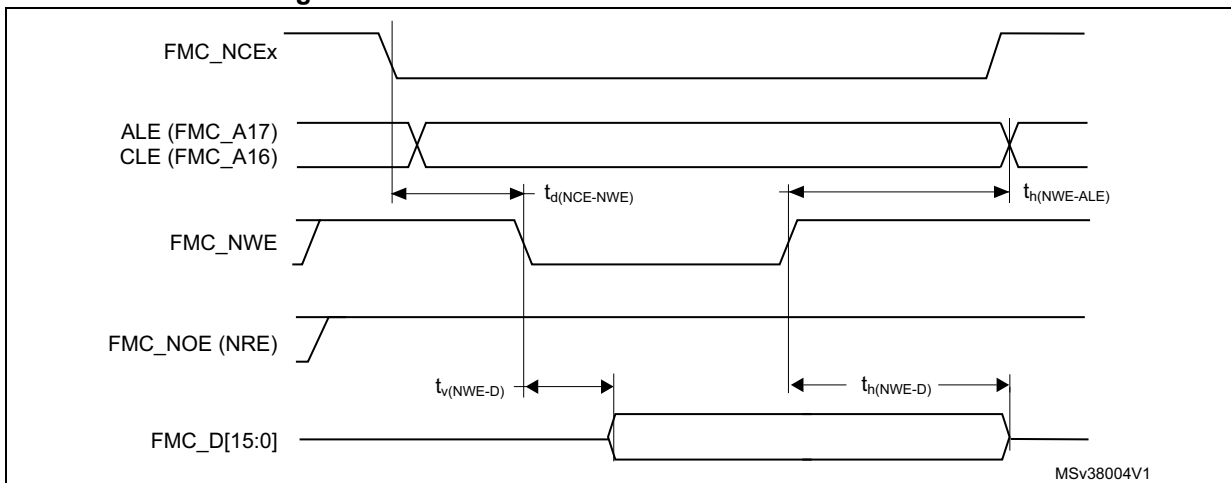 g
FMC_NCEx
ALE (FMC_A17)
CLE (FMC_A16)
td(NCE-NWE)
th(NWE-ALE)
FMC_NWE
FMC_NOE (NRE)
tv(NWE-D)
th(NWE-D)
FMC_D[15:0]
MSv38004V1